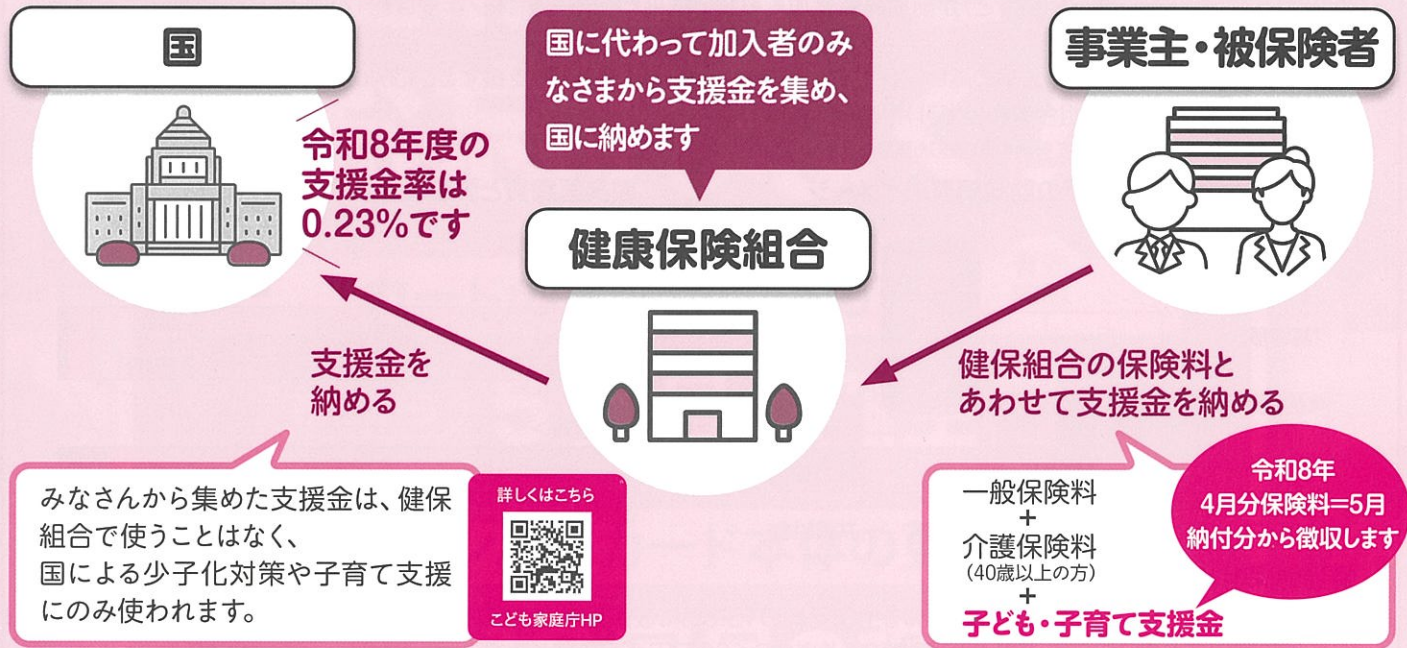 国
令和8年度の
支援金率は
0.23%です
国に代わって加入者のみ
なさまから支援金を集め、
国に納めます
健康保険組合
事業主・被保険者
支援金を
納める
健保組合の保険料と
あわせて支援金を納める
みなさんから集めた支援金は、健保
組合で使うことはなく、
国による少子化対策や子育て支援
にのみ使われます。
詳しくはこちら
こども家庭庁HP
一般保険料
+
介護保険料
(40歳以上の方)
+
子ども・子育て支援金
令和8年
4月分保険料=5月
納付分から徴収します